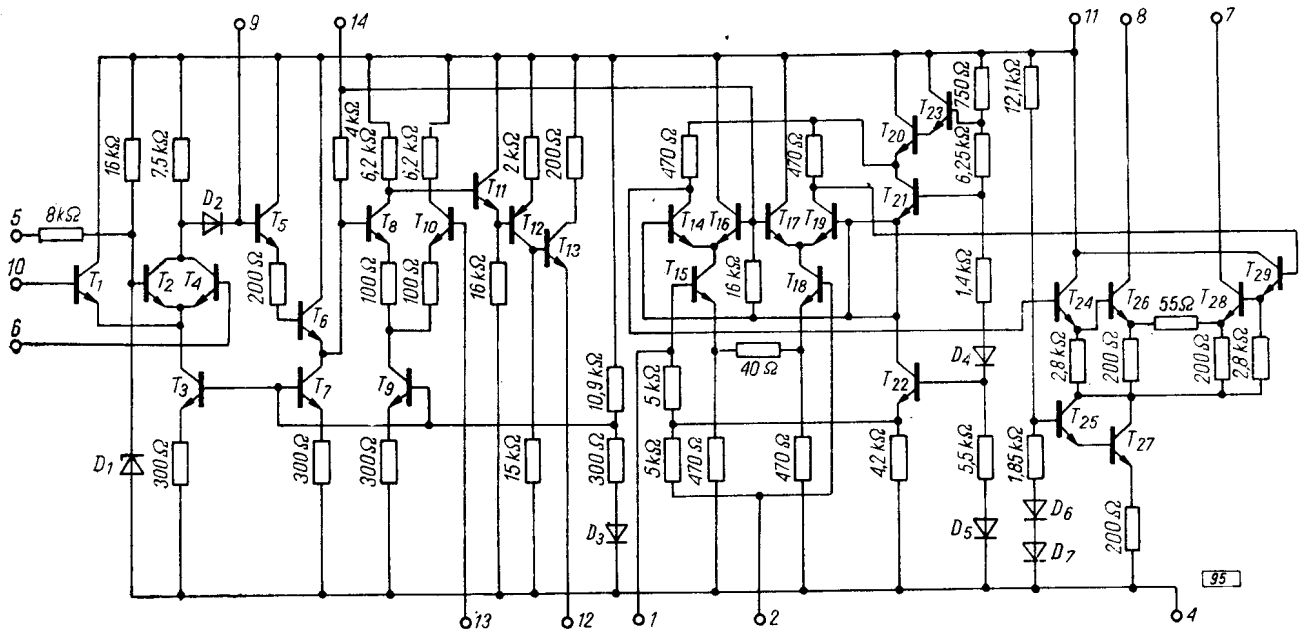 9
14
11
8
7
16kΩ
7,5kΩ
D2
T5
4kΩ
6,2kΩ
6,2kΩ
T11
2kΩ
200Ω
470Ω
470Ω
T20
T23
750Ω
12,1kΩ
6,25kΩ
5
8kΩ
10
6
T1
T2
T4
200Ω
T6
T8
T10
100Ω
100Ω
T12
T13
16kΩ
T14
T16
T17
T19
T21
T15
16kΩ
T18
1,4kΩ
T24
T26
55Ω
T28
T29
T3
T7
T9
10,9kΩ
5kΩ
40Ω
T22
D4
2,8kΩ
200Ω
200Ω
2,8kΩ
D1
300Ω
300Ω
300Ω
15kΩ
300Ω
5kΩ
470Ω
470Ω
4,2kΩ
5,5kΩ
1,85kΩ
T25
T27
D3
D5
D6
D7
200Ω
95
13
12
1
2
4